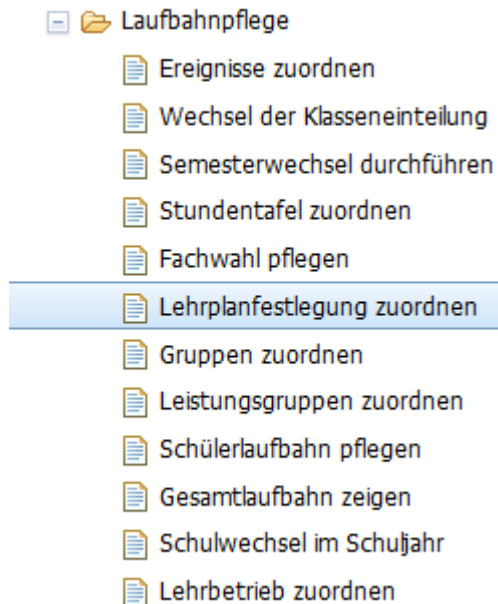 Laufbahnpflege
Ereignisse zuordnen
Wechsel der Klasseneinteilung
Semesterwechsel durchführen
Stundentafel zuordnen
Fachwahl pflegen
Lehrplanfestlegung zuordnen
Gruppen zuordnen
Leistungsgruppen zuordnen
Schülerlaufbahn pflegen
Gesamtlaufbahn zeigen
Schulwechsel im Schuljahr
Lehrbetrieb zuordnen